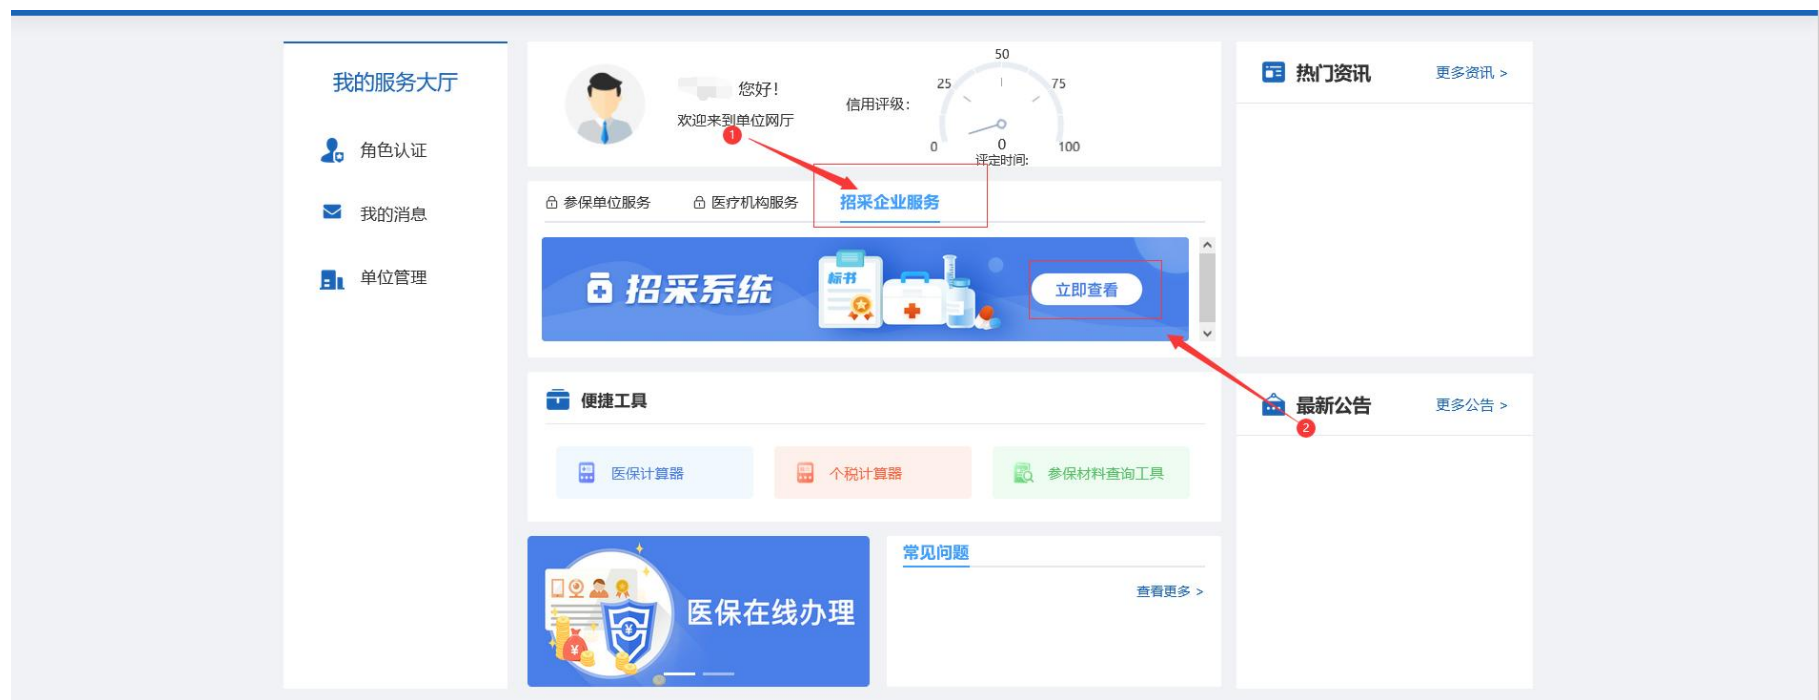 我的服务大厅
角色认证
我的消息
单位管理
您好!
欢迎来到单位网厅
1
信用评级:
0
25
50
75
100
0
评定时间:
参保单位服务
医疗机构服务
招采企业服务
招采系统
标书
立即查看
便捷工具
医保计算器
个税计算器
参保材料查询工具
医保在线办理
¥
¥
常见问题
查看更多 >
热门资讯
更多资讯 >
最新公告
更多公告 >
2